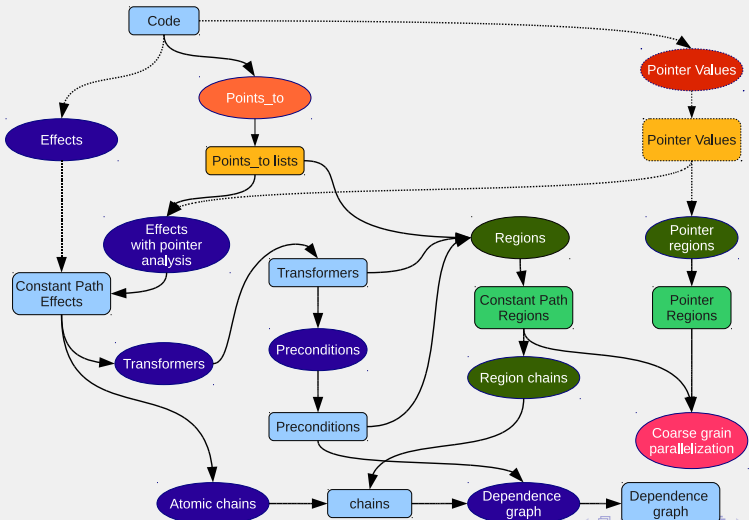 Code
Pointer Values
Points_to
Effects
Pointer Values
Points_to lists
Effects
with pointer
analysis
Regions
Pointer
regions
Transformers
Constant Path
Effects
Constant Path
Regions
Pointer
Regions
Preconditions
Transformers
Region chains
Preconditions
Coarse grain
parallelization
Atomic chains
chains
Dependence
graph
Dependence
graph